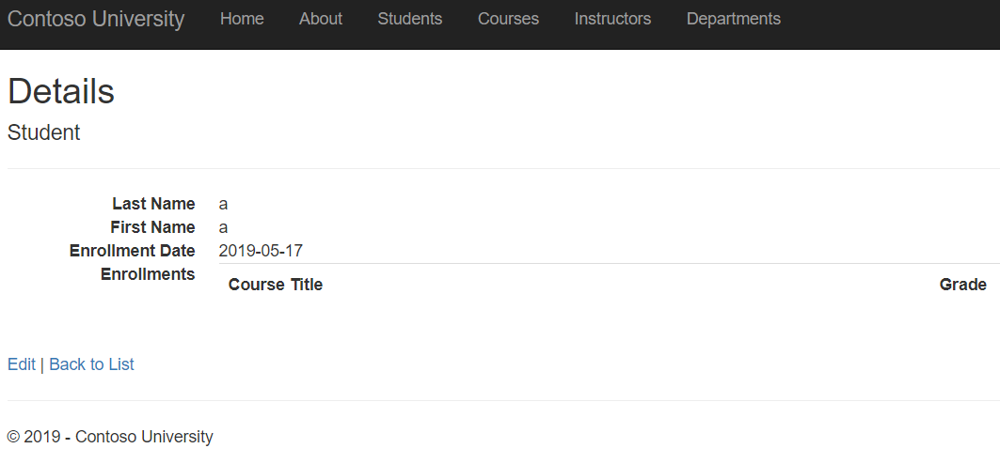 Contoso University Home About Students Courses Instructors Departments
Details
Student
Last Name a
First Name a
Enrollment Date 2019-05-17
Enrollments
Course Title Grade
Edit | Back to List
© 2019 - Contoso University